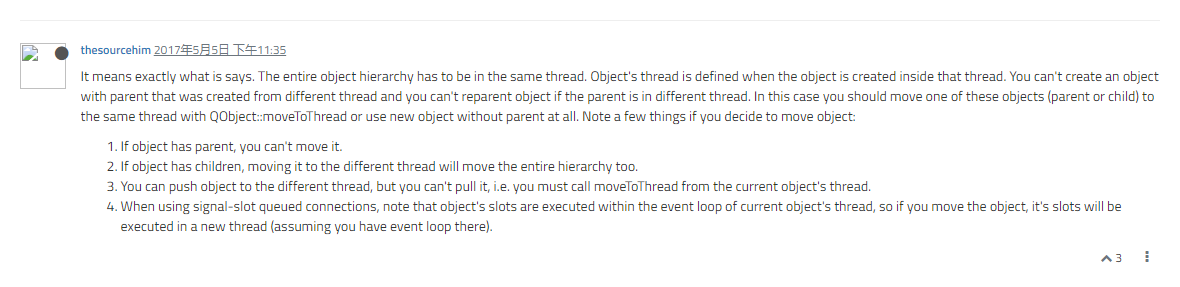 thesourcehim 2017年5月5日 下午11:35
It means exactly what is says. The entire object hierarchy has to be in the same thread. Object's thread is defined when the object is created inside that thread. You can't create an object
with parent that was created from different thread and you can't reparent object if the parent is in different thread. In this case you should move one of these objects (parent or child) to
the same thread with QObject::moveToThread or use new object without parent at all. Note a few things if you decide to move object:
1. If object has parent, you can't move it.
2. If object has children, moving it to the different thread will move the entire hierarchy too.
3. You can push object to the different thread, but you can't pull it, i.e. you must call moveToThread from the current object's thread.
4. When using signal-slot queued connections, note that object's slots are executed within the event loop of current object's thread, so if you move the object, it's slots will be
executed in a new thread (assuming you have event loop there).
3